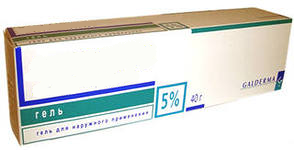 гель
5%
40 г
гель для наружного применения
GALDERMA